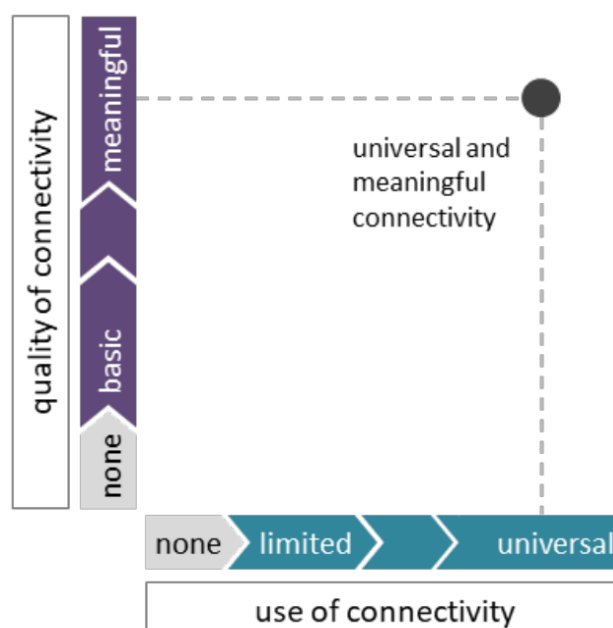 quality of connectivity
meaningful
basic
none
universal and
meaningful
connectivity
none
limited
universal
use of connectivity